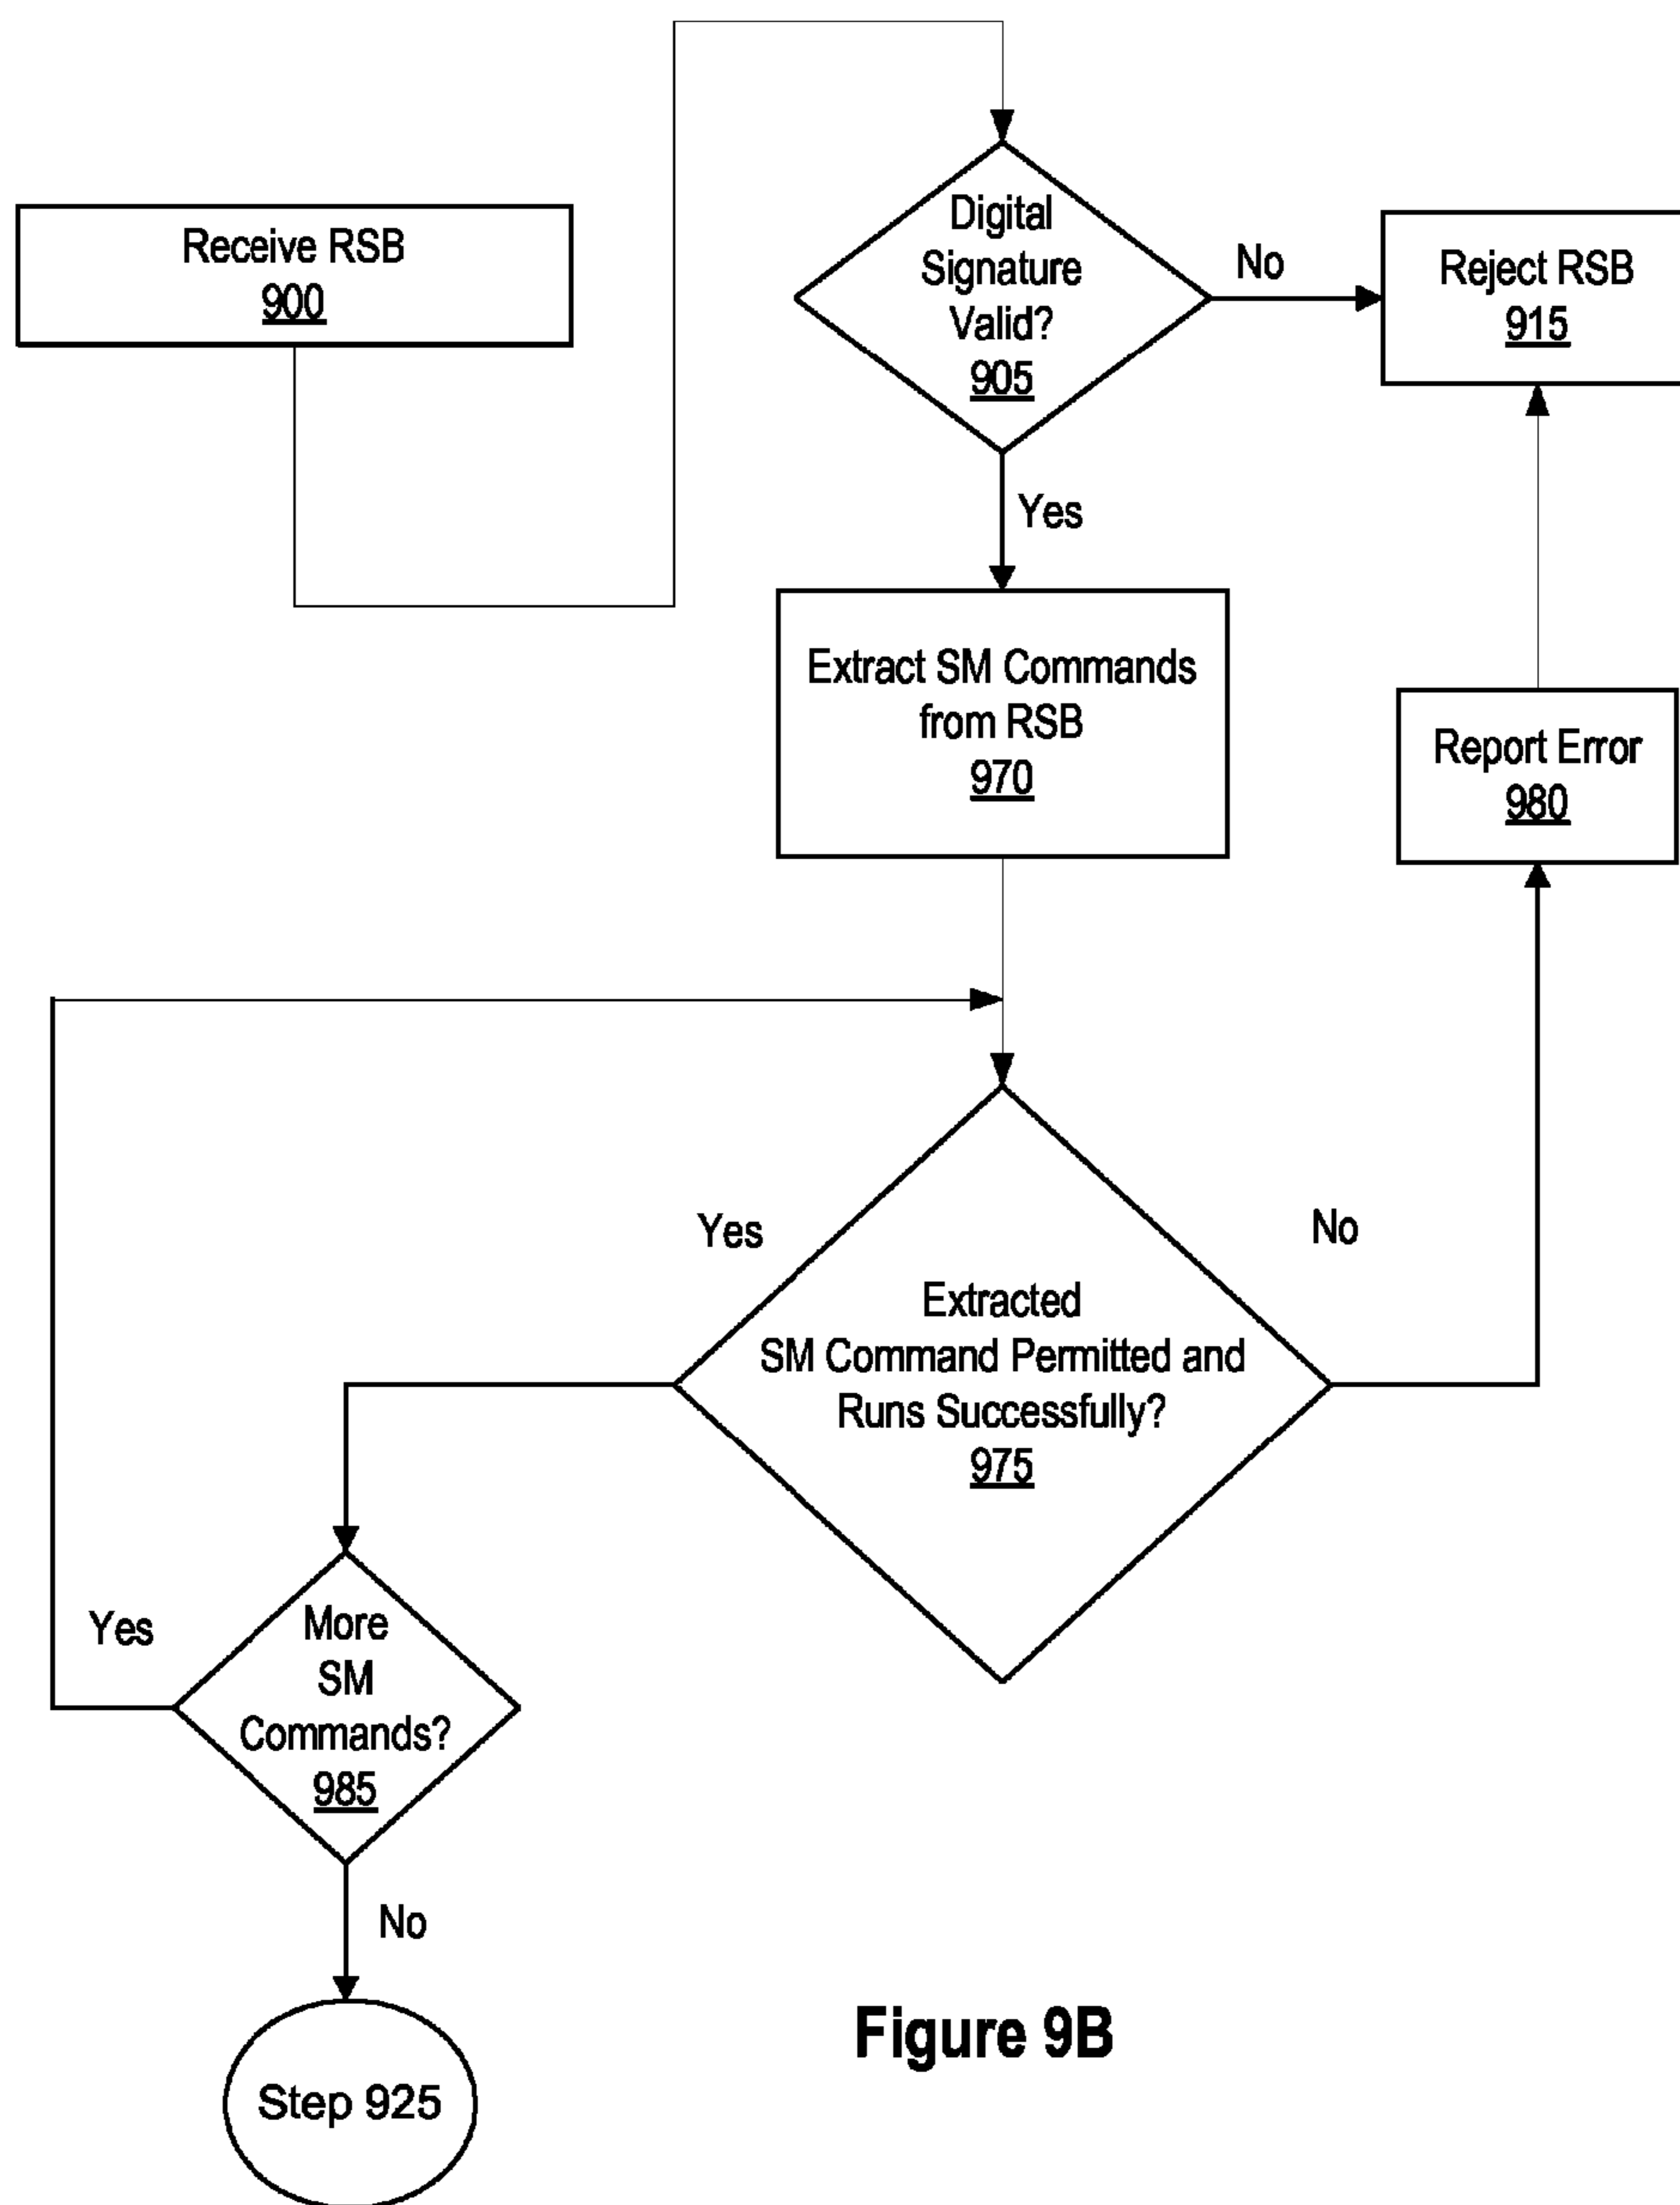 Receive RSB
900
Digital
Signature
Valid?
905
No
Reject RSB
915
Yes
Extract SM Commands
from RSB
970
Report Error
980
Yes
No
Extracted
SM Command Permitted and
Runs Successfully?
975
Yes
More
SM
Commands?
985
No
Step 925
Figure 9B